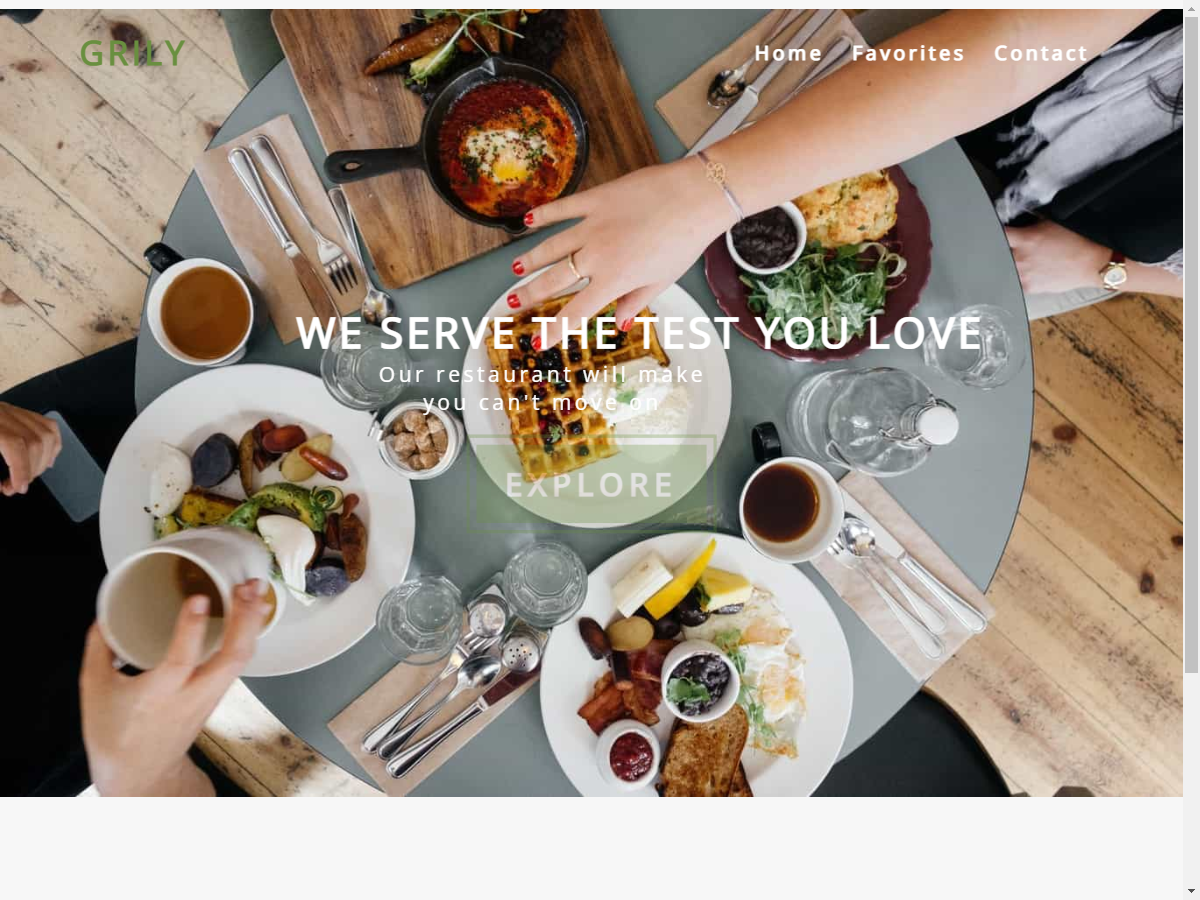 GRILY
Home Favorites Contact
WE SERVE THE TEST YOU LOVE
Our restaurant will make
you can't move on
EXPLORE